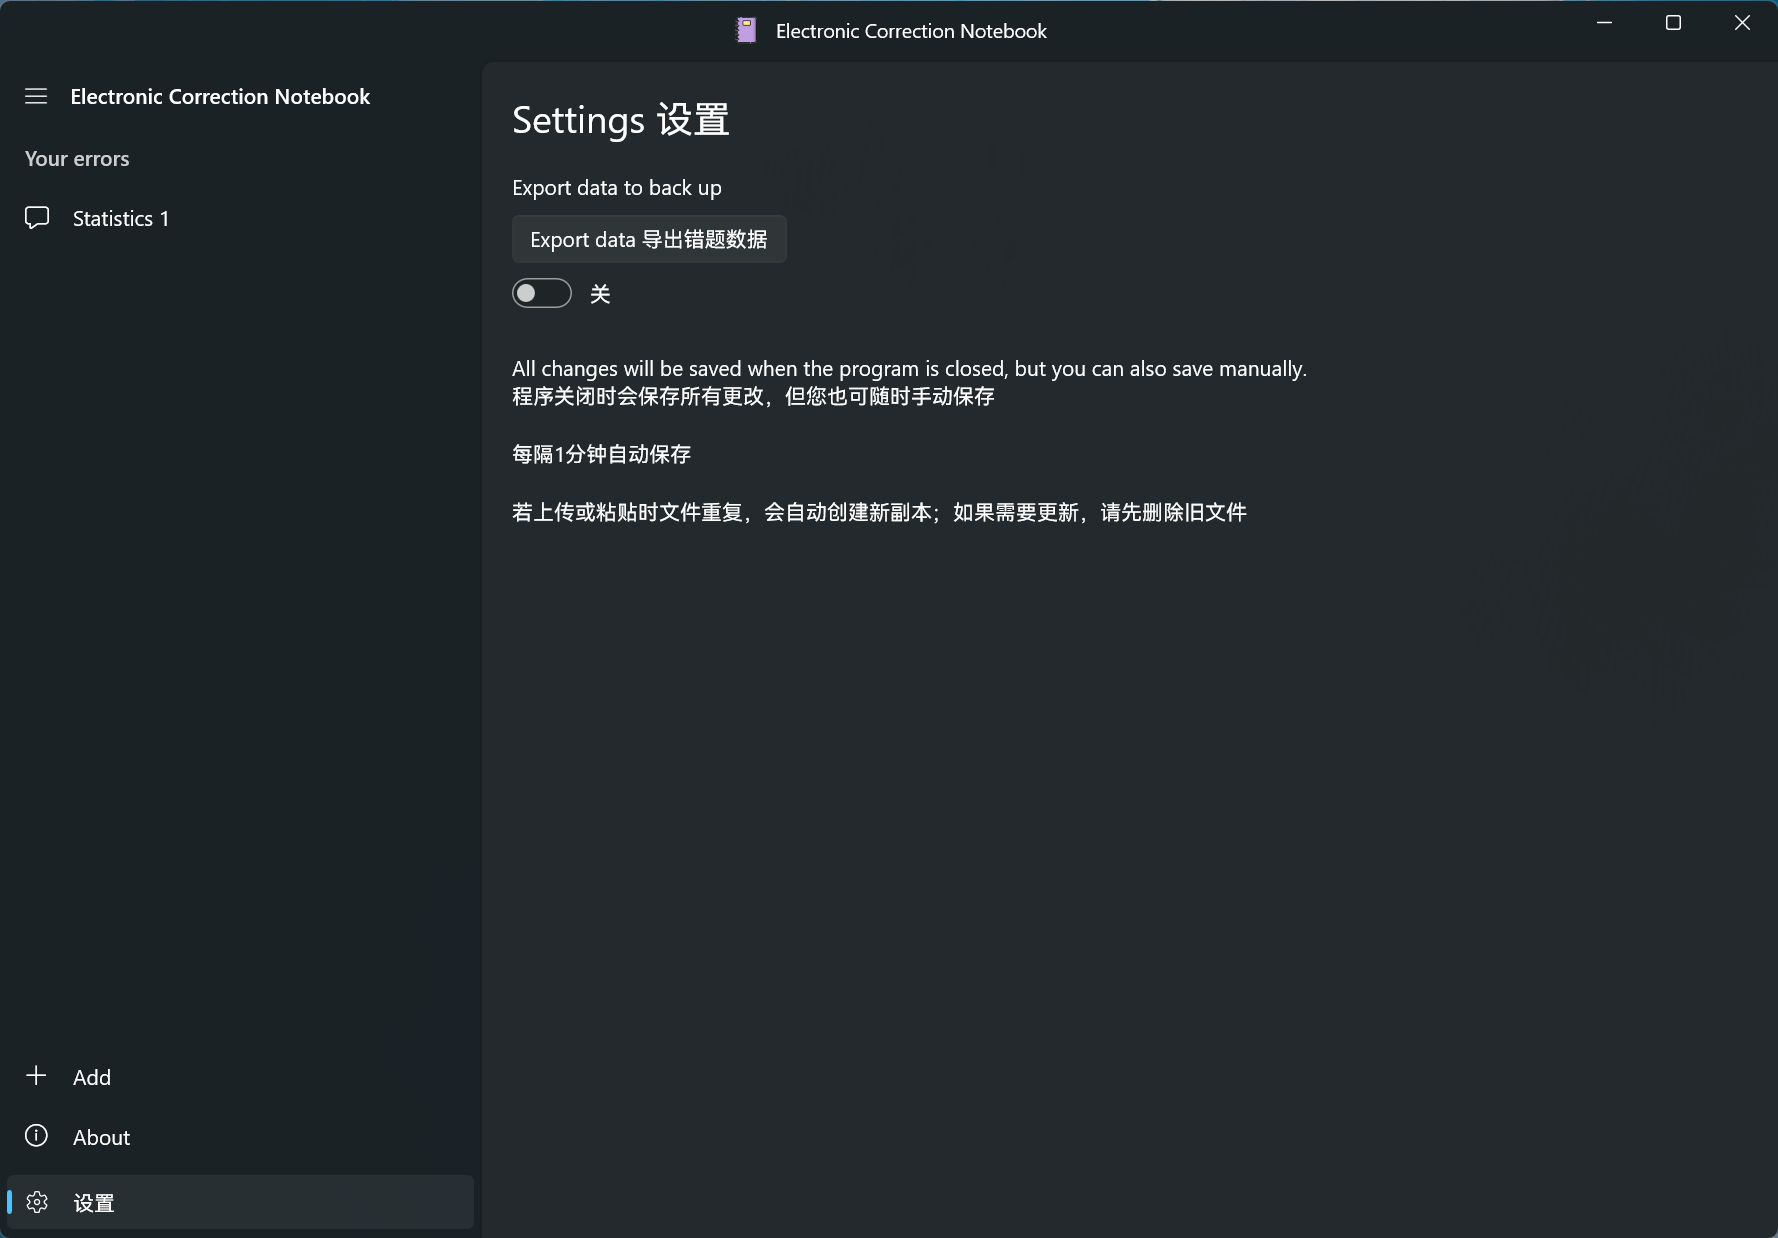 Electronic Correction Notebook
Electronic Correction Notebook
Your errors
Statistics 1
Add
About
设置
Settings 设置
Export data to back up
Export data 导出错题数据
关
All changes will be saved when the program is closed, but you can also save manually.
程序关闭时会保存所有更改，但您也可随时手动保存
每隔1分钟自动保存
若上传或粘贴时文件重复，会自动创建新副本；如果需要更新，请先删除旧文件